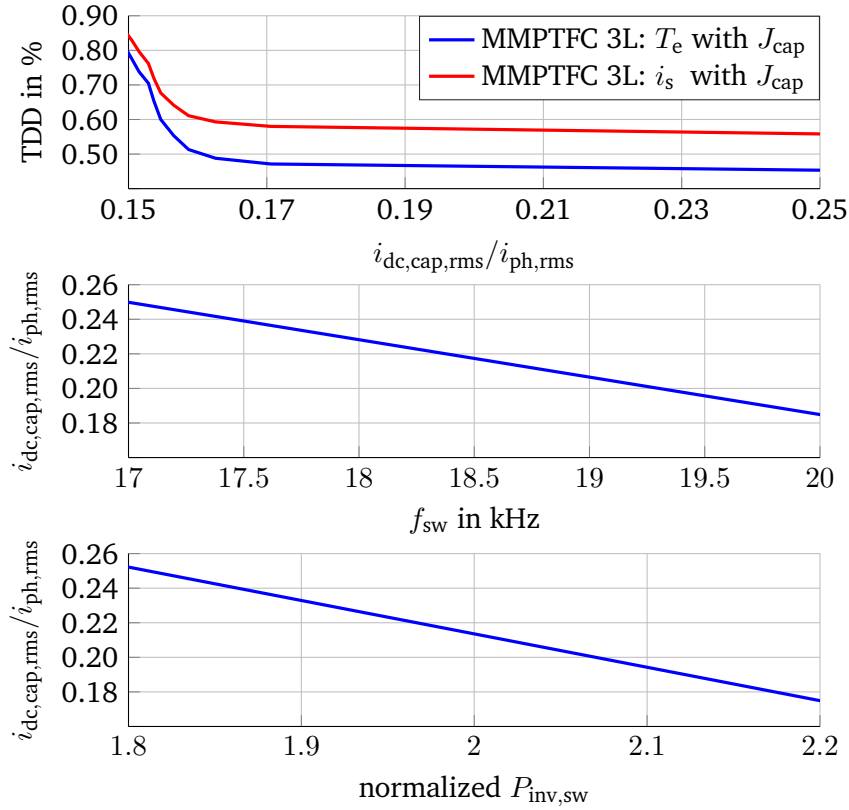 0.90
0.80
0.70
0.60
0.50
TDD in %
MMPTFC 3L: Te with Jcap
MMPTFC 3L: is with Jcap
0.15 0.17 0.19 0.21 0.23 0.25
idc,cap,rms/iph,rms
0.26
0.24
0.22
0.20
0.18
idc,cap,rms/iph,rms
17 17.5 18 18.5 19 19.5 20
fsw in kHz
0.26
0.24
0.22
0.20
0.18
idc,cap,rms/iph,rms
1.8 1.9 2 2.1 2.2
normalized Pinv,sw